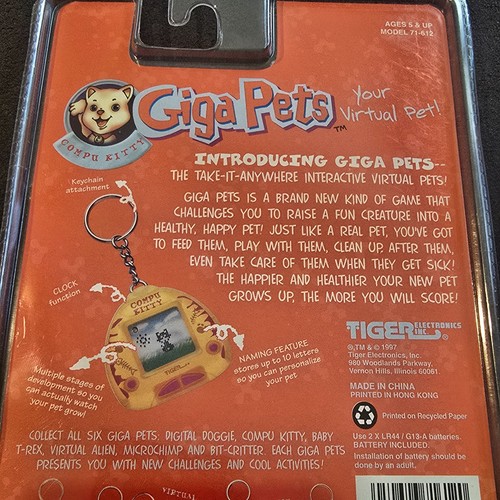 AGES 5 & UP
MODEL 71-612
Giga Pets™
Your
Virtual Pet!
COMPU KITTY
INTRODUCING GIGA PETS--
THE TAKE-IT-ANYWHERE INTERACTIVE VIRTUAL PETS!
GIGA PETS IS A BRAND NEW KIND OF GAME THAT
CHALLENGES YOU TO RAISE A FUN CREATURE INTO A
HEALTHY, HAPPY PET! JUST LIKE A REAL PET, YOU'VE GOT
TO FEED THEM, PLAY WITH THEM, CLEAN UP AFTER THEM,
EVEN TAKE CARE OF THEM WHEN THEY GET SICK!
THE HAPPIER AND HEALTHIER YOUR NEW PET
GROWS UP, THE MORE YOU WILL SCORE!
Keychain
attachment
CLOCK
function
COMPU
KITTY
TIGER
Multiple stages of
development so you
can actually watch
your pet grow!
NAMING FEATURE
stores up to 10 letters
so you can personalize
your pet
TIGER ELECTRONICS INC.®
®,TM & © 1997
Tiger Electronics, Inc.
980 Woodlands Parkway,
Vernon Hills, Illinois 60061.
MADE IN CHINA
PRINTED IN HONG KONG
Printed on Recycled Paper
Use 2 X LR44 / G13-A batteries.
BATTERY INCLUDED.
Installation of battery should be
done by an adult.
COLLECT ALL SIX GIGA PETS. DIGITAL DOGGIE, COMPU KITTY, BABY
T-REX, VIRTUAL ALIEN, MICROCHIMP AND BIT-CRITTER. EACH GIGA PETS
PRESENTS YOU WITH NEW CHALLENGES AND COOL ACTIVITIES!
VIRTUAL